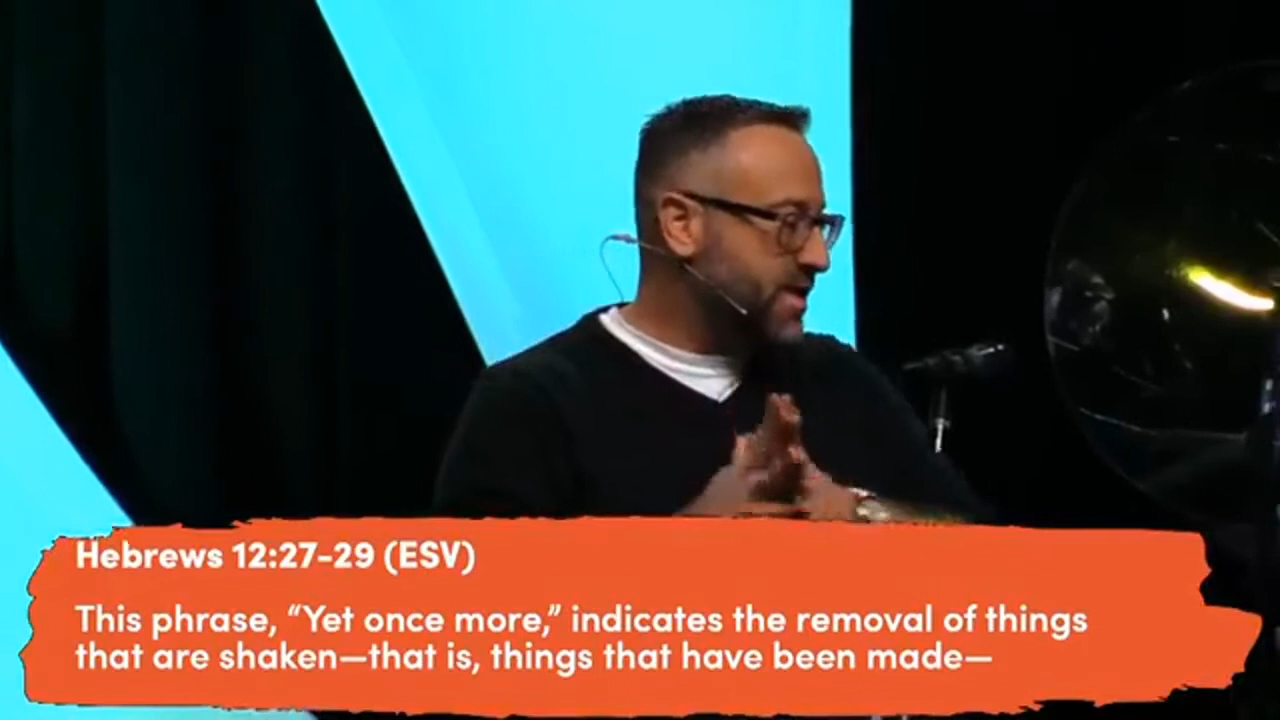 Hebrews 12:27-29 (ESV)
This phrase, “Yet once more,” indicates the removal of things
that are shaken—that is, things that have been made—